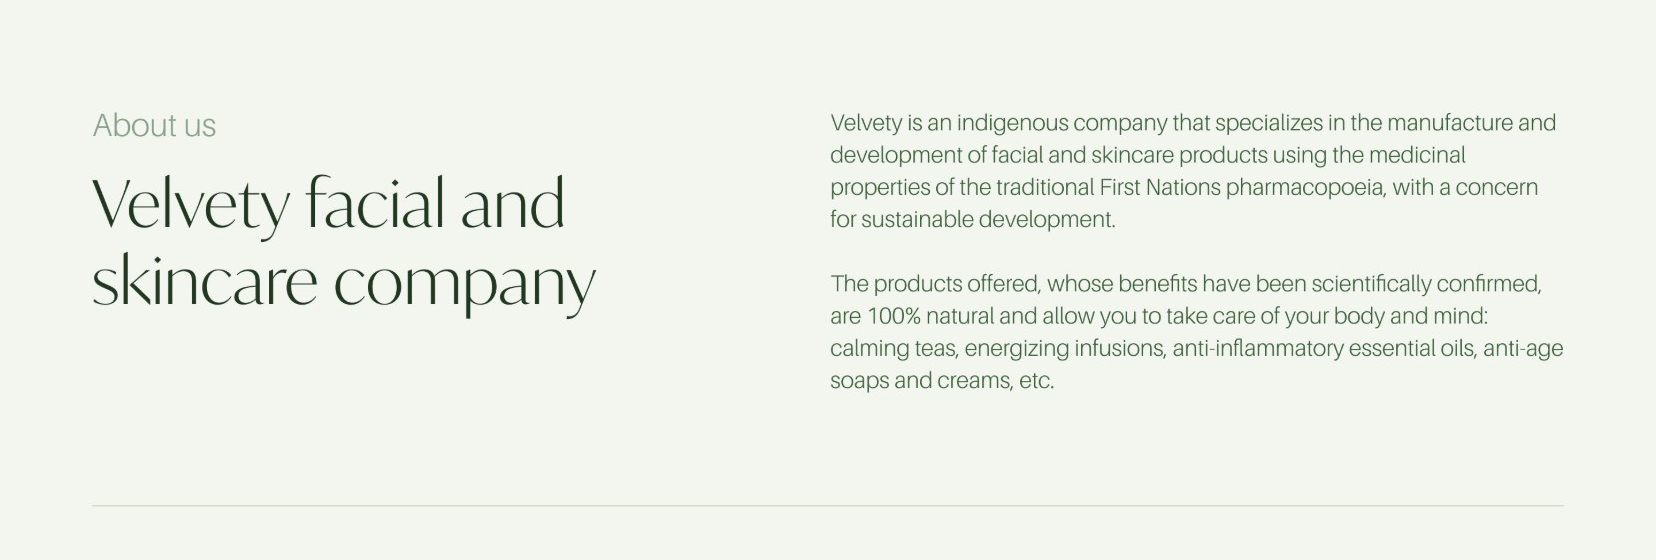 About us
Velvety facial and
skincare company
Velvety is an indigenous company that specializes in the manufacture and
development of facial and skincare products using the medicinal
properties of the traditional First Nations pharmacopoeia, with a concern
for sustainable development.
The products offered, whose benefits have been scientifically confirmed,
are 100% natural and allow you to take care of your body and mind:
calming teas, energizing infusions, anti-inflammatory essential oils, anti-age
soaps and creams, etc.